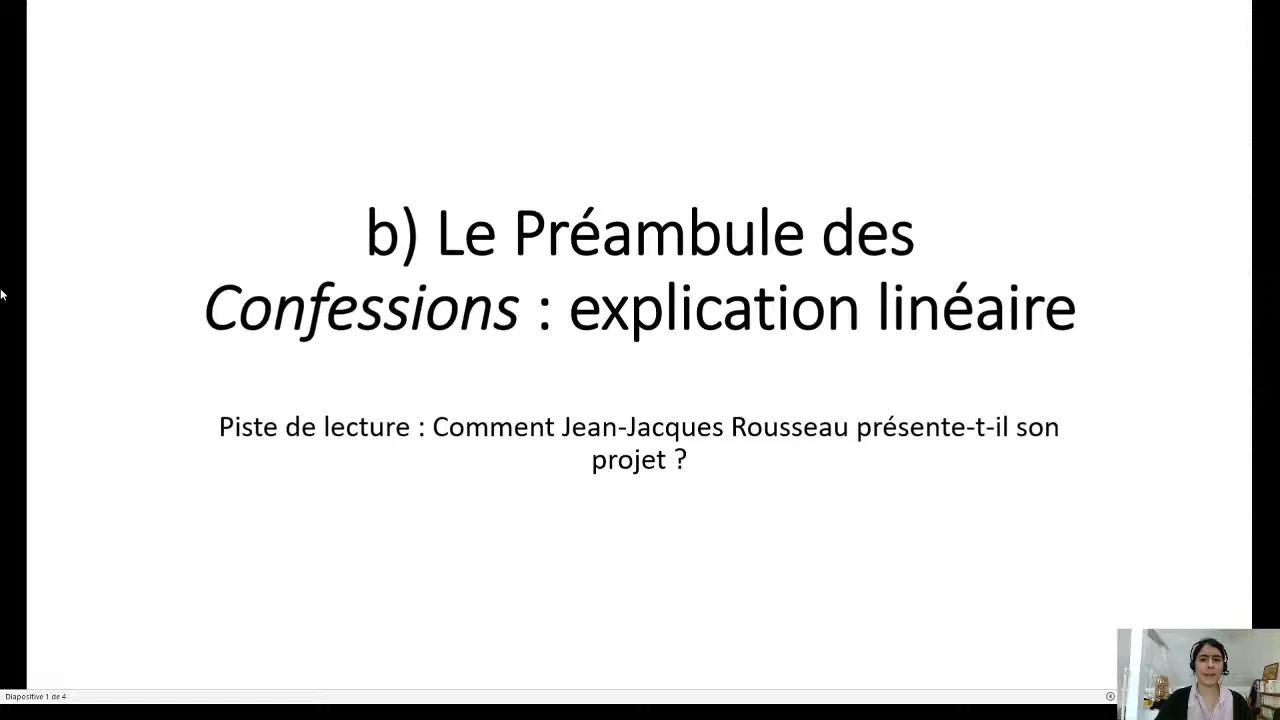 b) Le Préambule des
Confessions : explication linéaire
Piste de lecture : Comment Jean-Jacques Rousseau présente-t-il son
projet ?
Diapositive 1 de 4